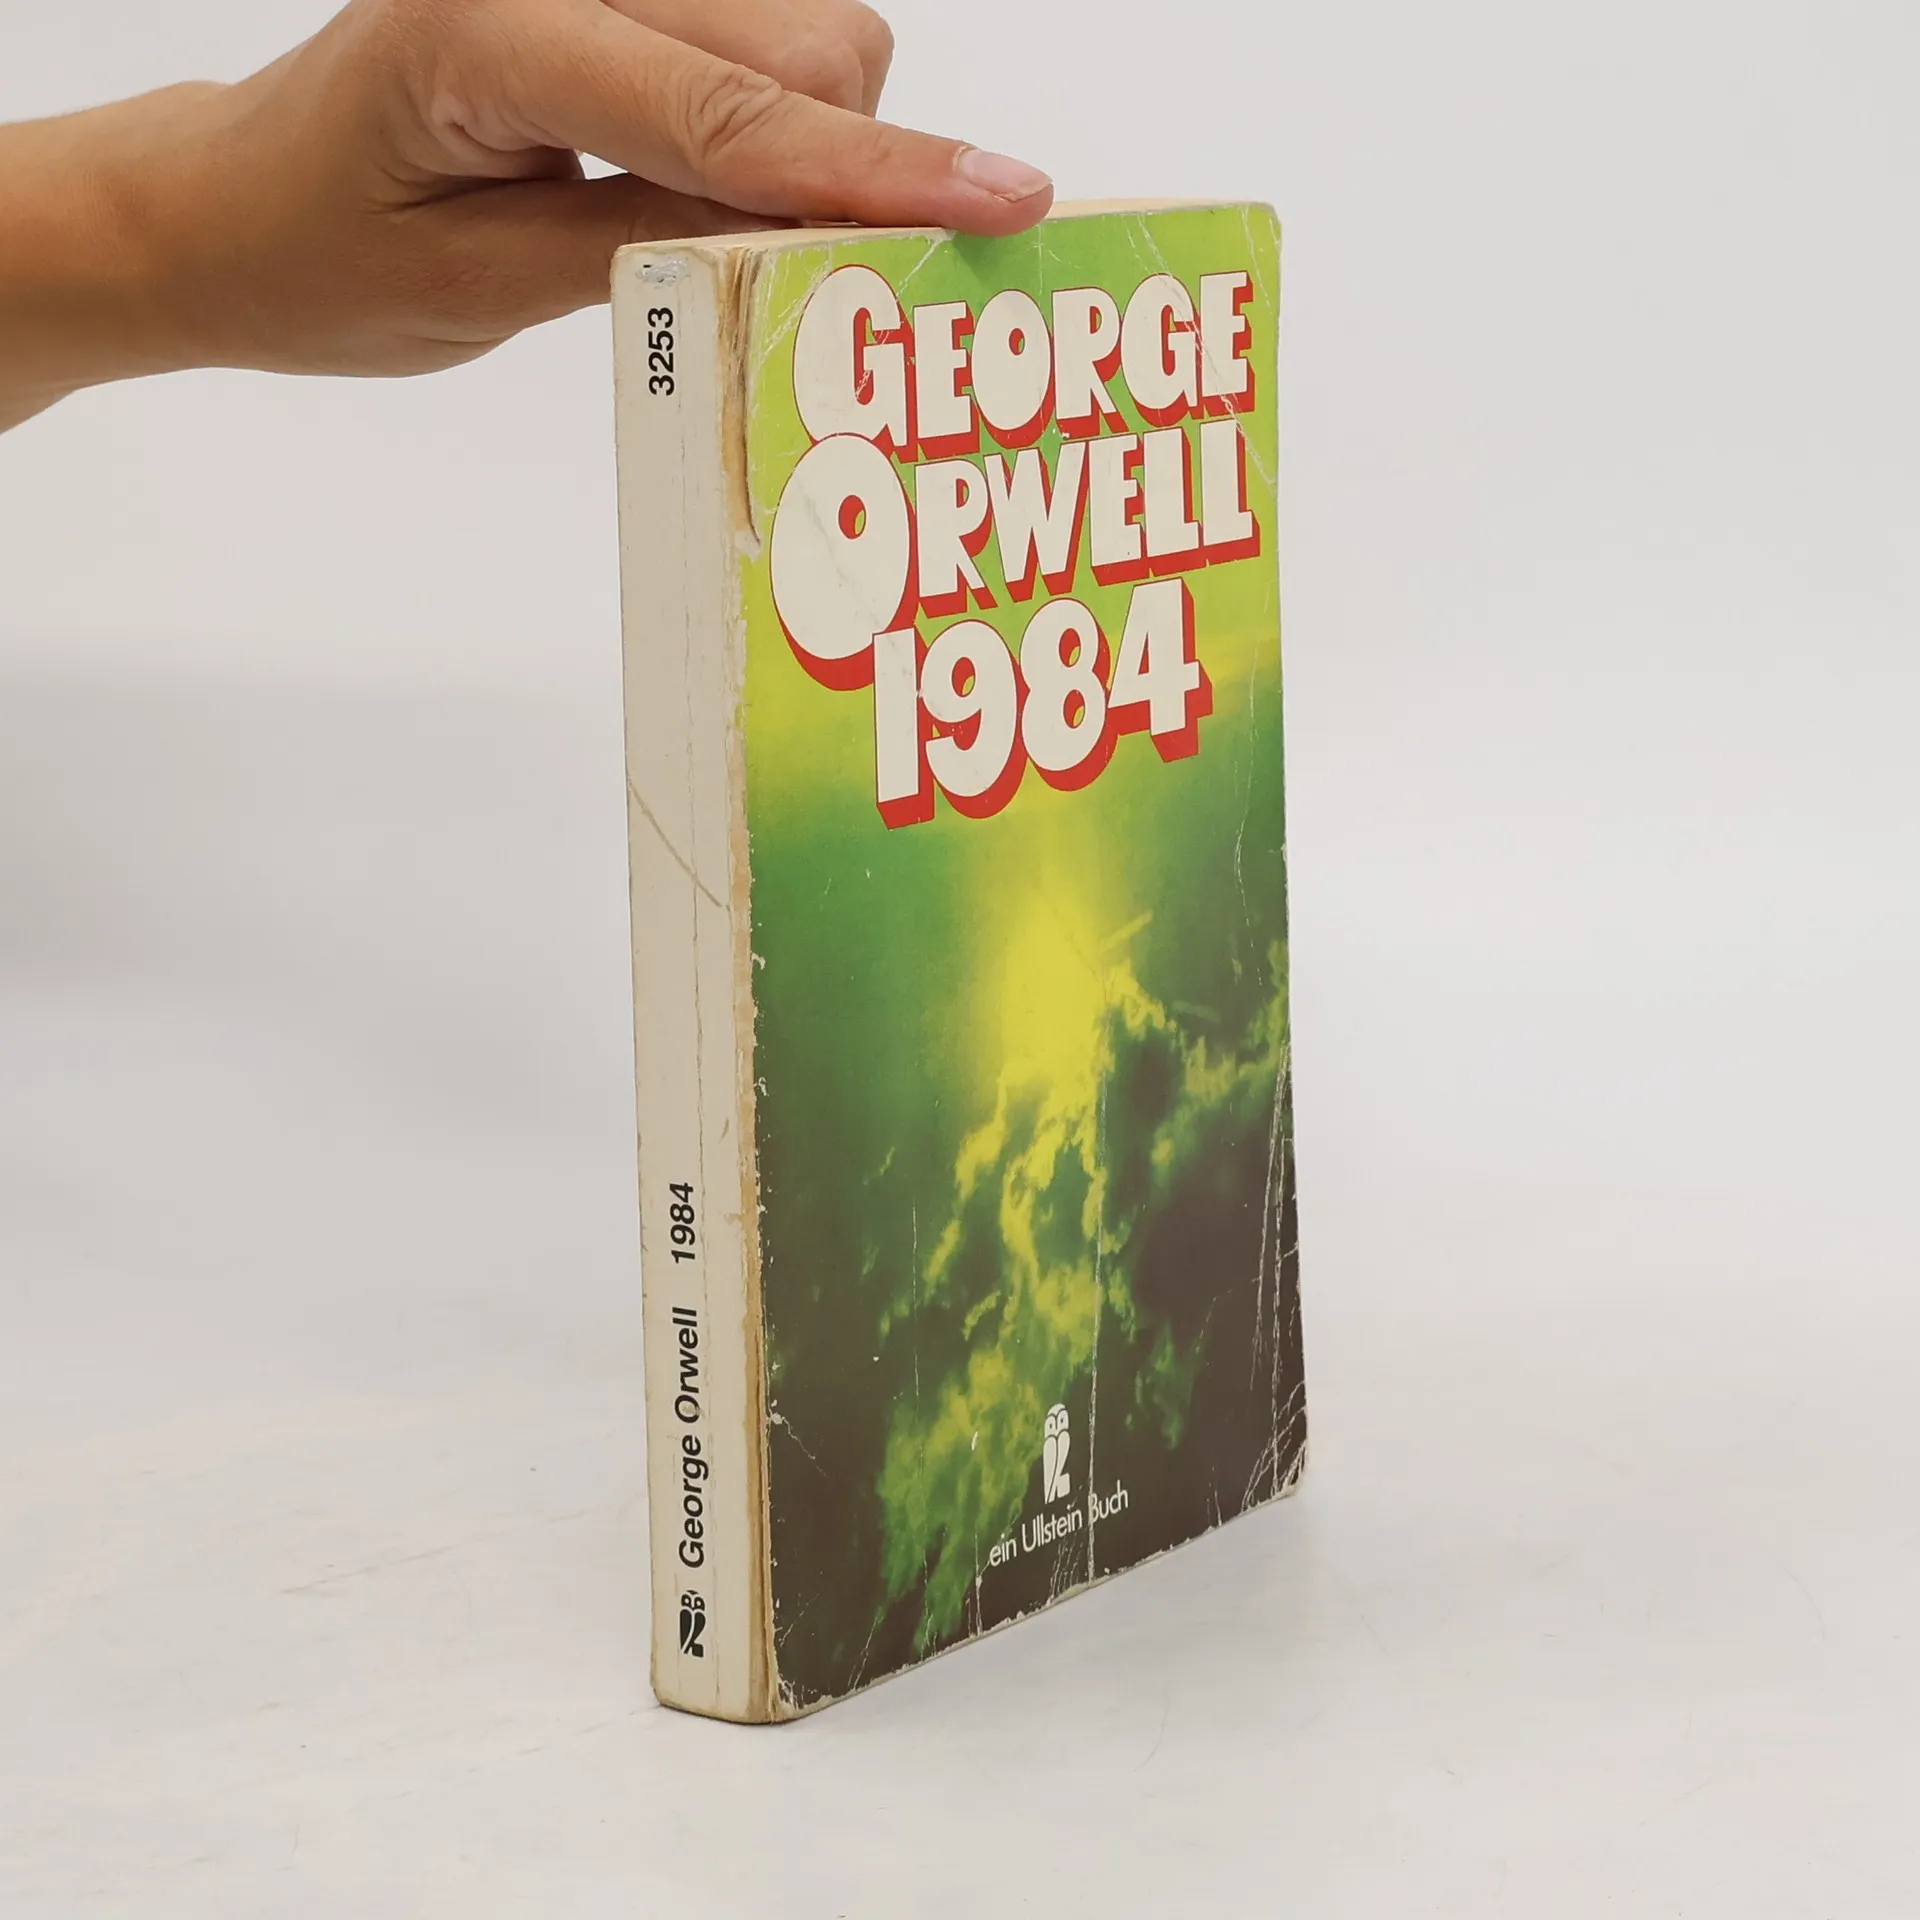 3253
George Orwell 1984
GEORGE
ORWELL
1984
ein Ullstein Buch